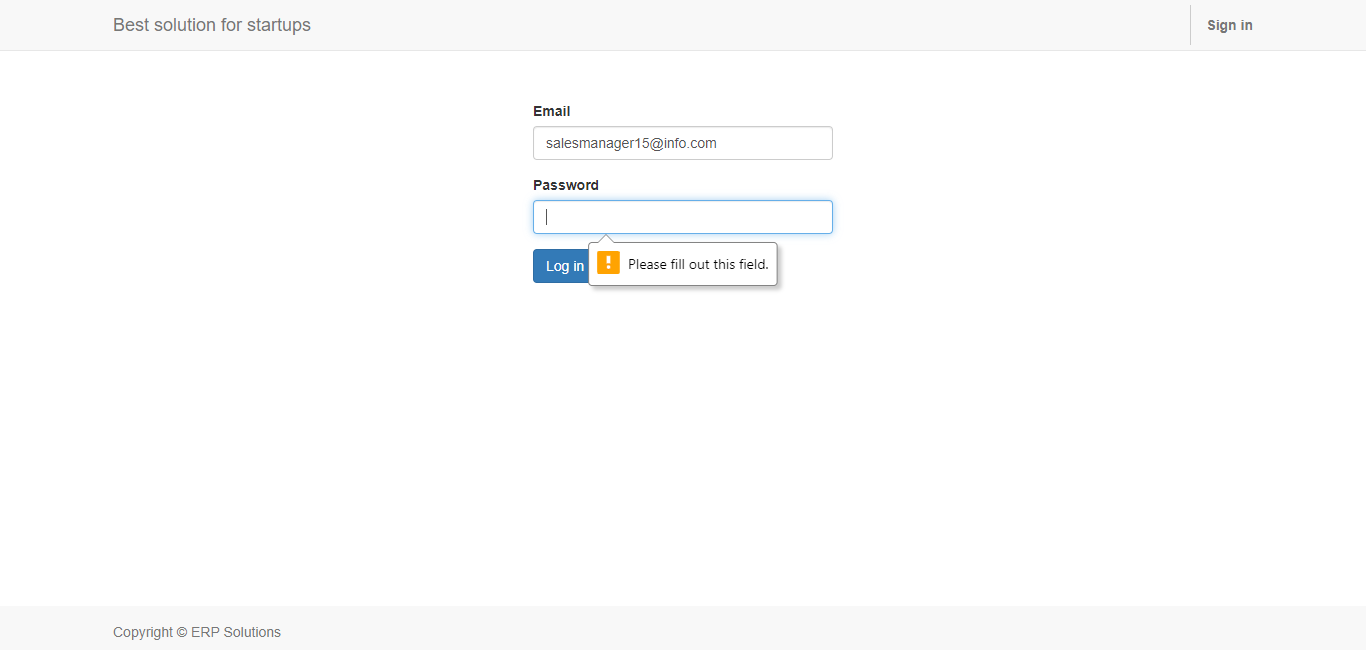 Best solution for startups
Sign in
Email
salesmanager15@info.com
Password
Log in
Please fill out this field.
Copyright © ERP Solutions